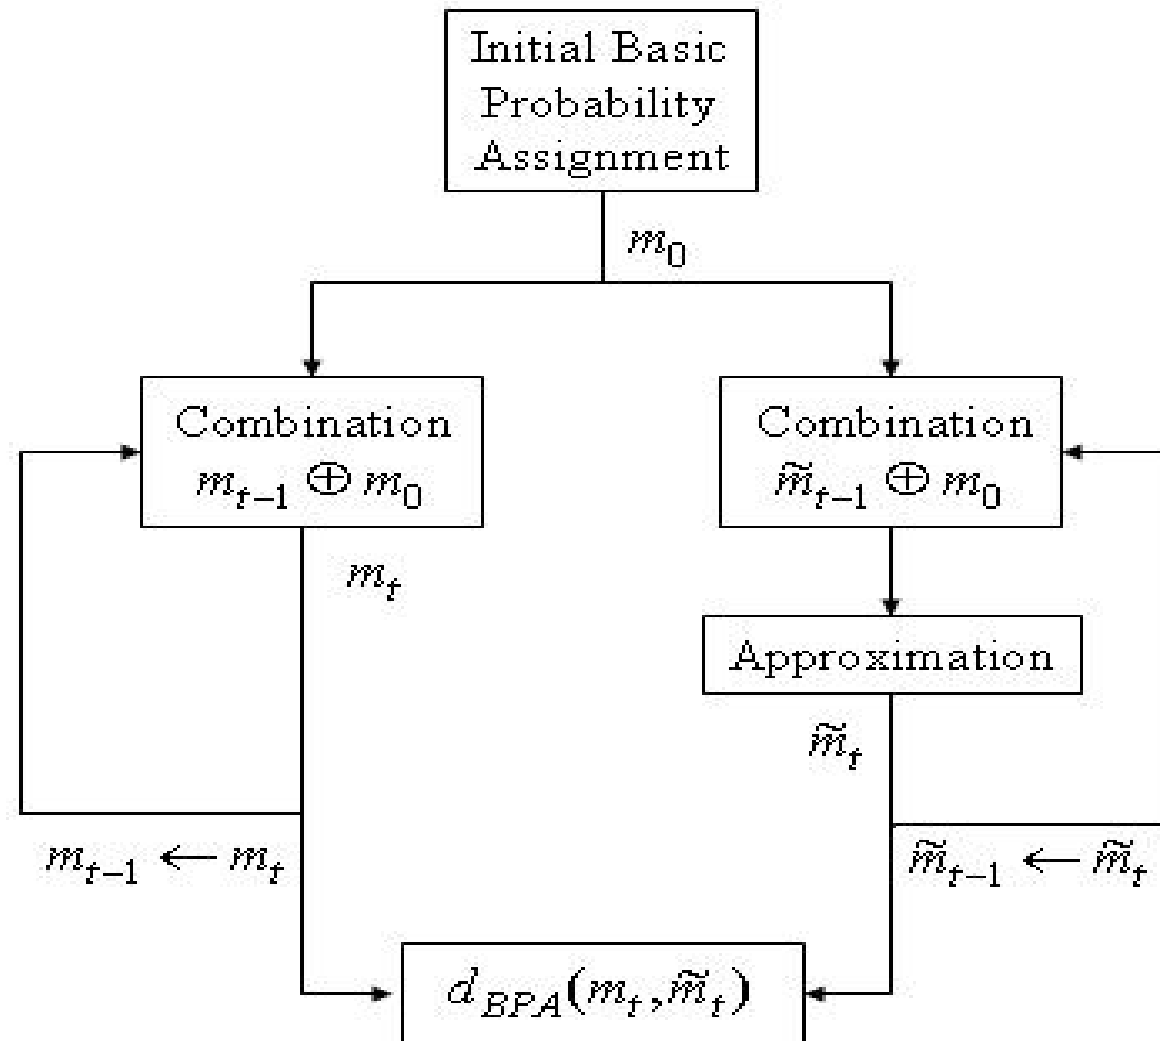 Initial Basic
Probability
Assignment
m₀
Combination
m̃ₜ₋₁ ⊕ m₀
Combination
mₜ₋₁ ⊕ m₀
mₜ
Approximation
m̃ₜ
mₜ₋₁ ← mₜ
m̃ₜ₋₁ ← m̃ₜ
d_BPA(mₜ, m̃ₜ)